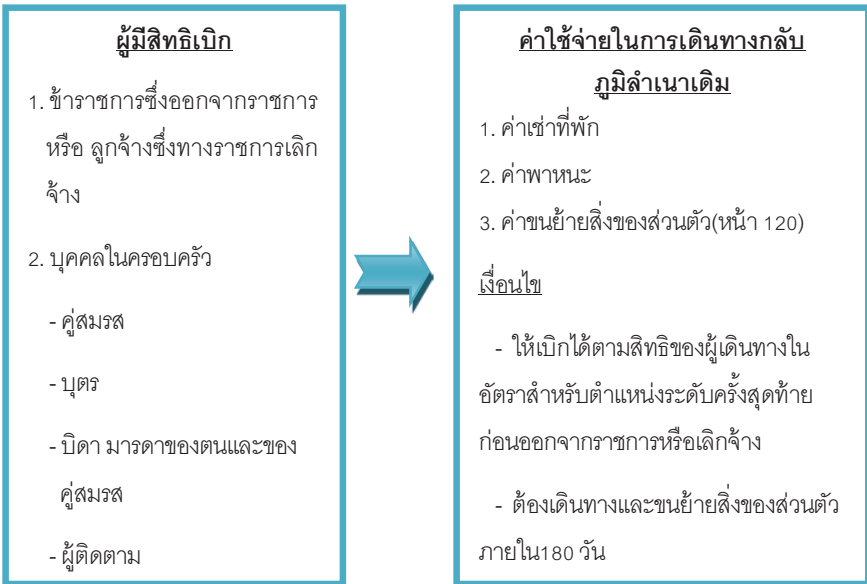 ผู้มีสิทธิเบิก
1. ข้าราชการซึ่งออกจากราชการ
หรือ ลูกจ้างซึ่งทางราชการเลิก
จ้าง
2. บุคคลในครอบครัว
- คู่สมรส
- บุตร
- บิดา มารดาของตนและของ
คู่สมรส
- ผู้ติดตาม
ค่าใช้จ่ายในการเดินทางกลับ
ภูมิลำเนาเดิม
1. ค่าเช่าที่พัก
2. ค่าพาหนะ
3. ค่าขนย้ายสิ่งของส่วนตัว(หน้า 120)
เงื่อนไข
- ให้เบิกได้ตามสิทธิของผู้เดินทางใน
อัตราสำหรับตำแหน่งระดับครั้งสุดท้าย
ก่อนออกจากราชการหรือเลิกจ้าง
- ต้องเดินทางและขนย้ายสิ่งของส่วนตัว
ภายใน180 วัน